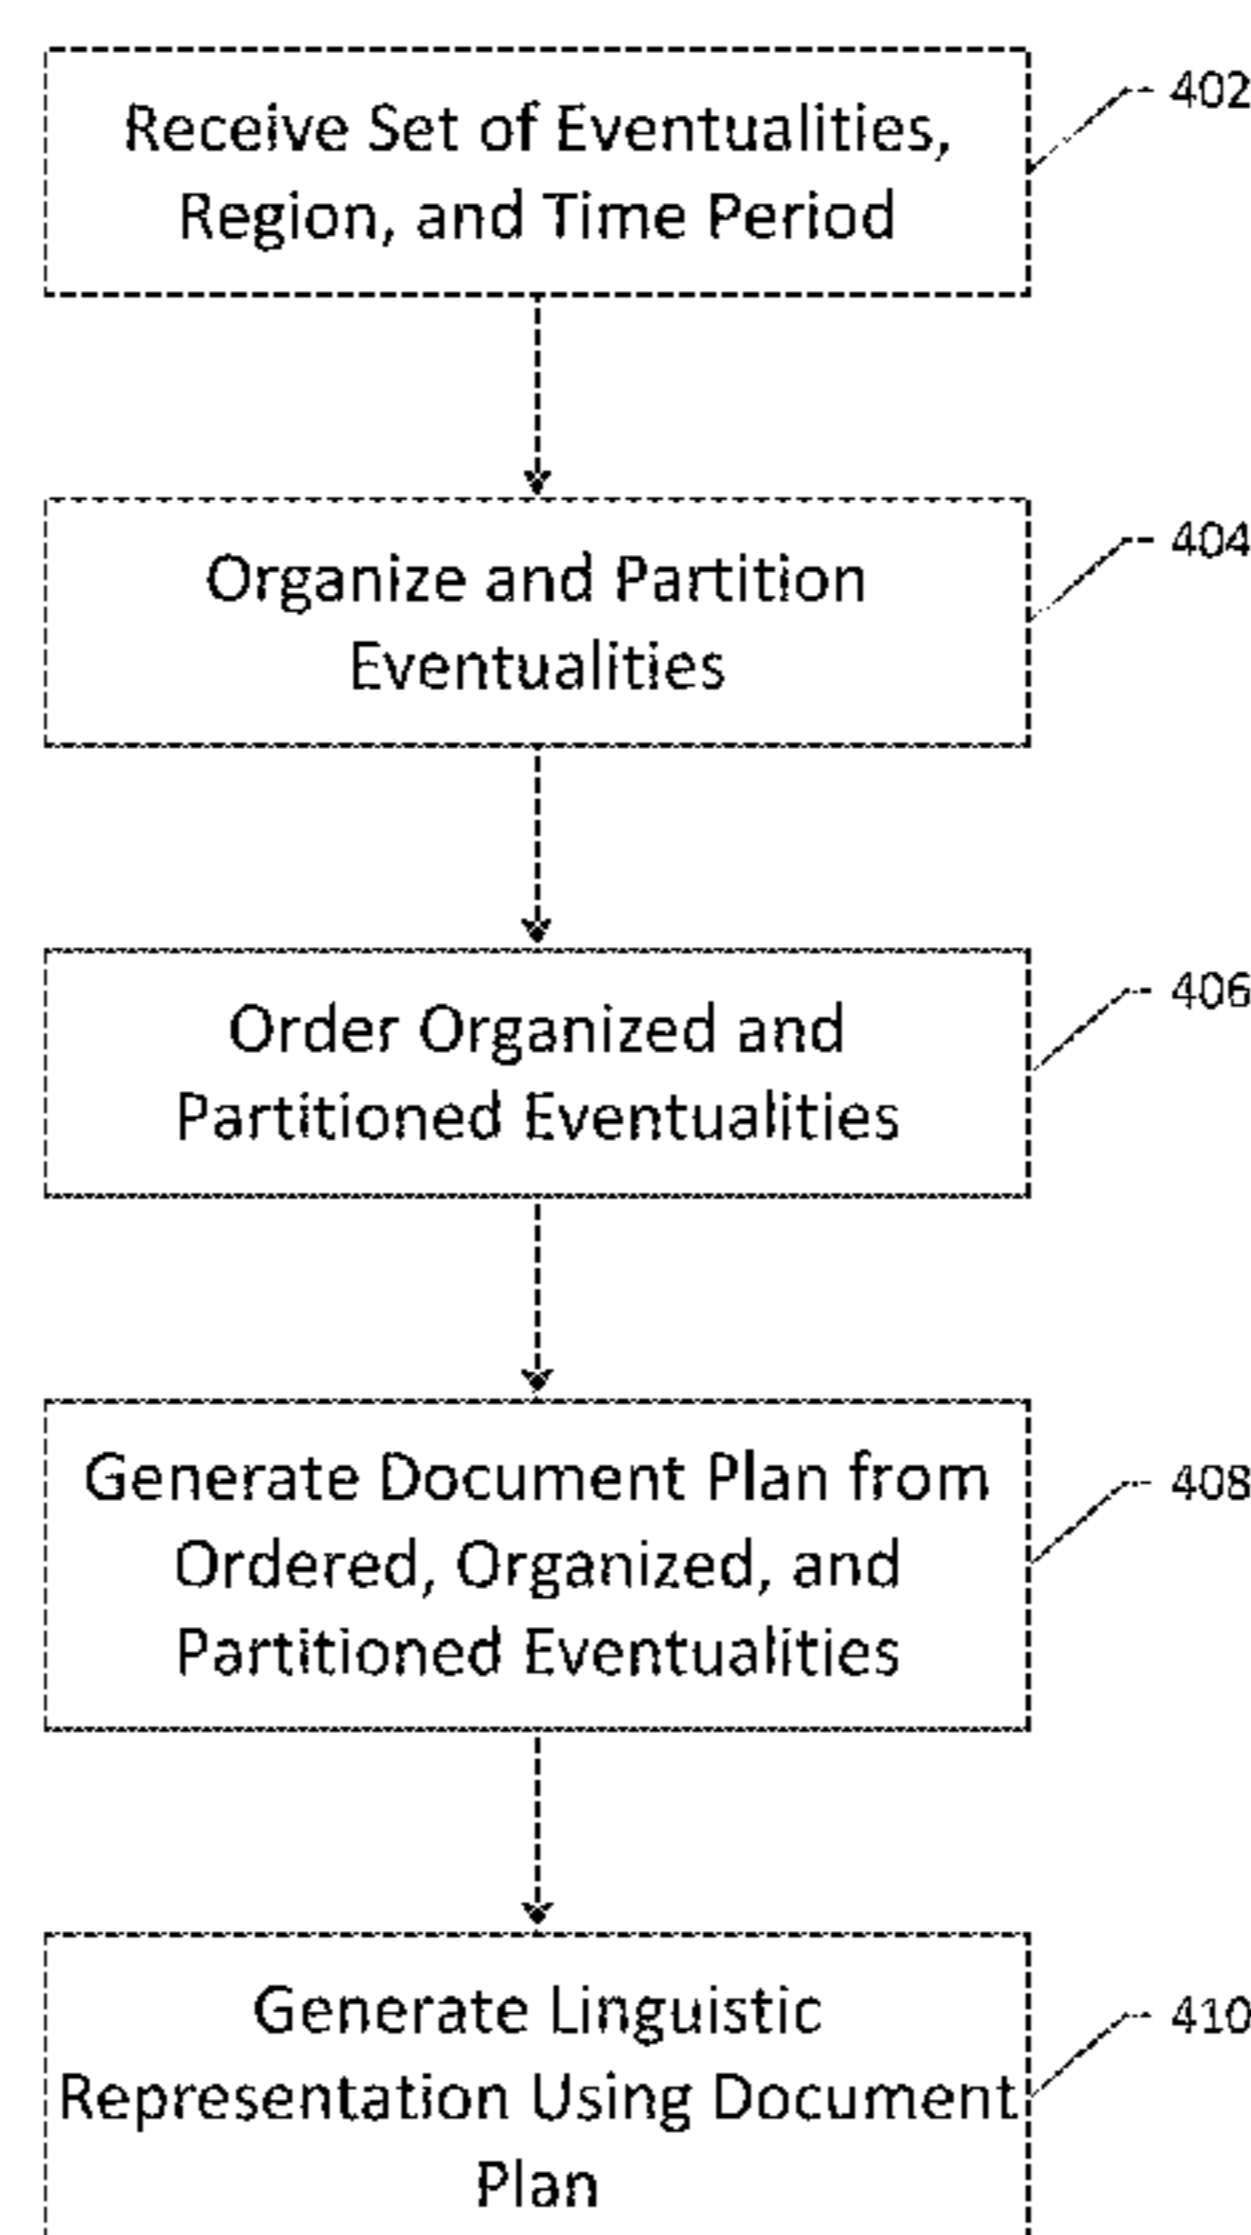 Receive Set of Eventualities,
Region, and Time Period
402
Organize and Partition
Eventualities
404
Order Organized and
Partitioned Eventualities
406
Generate Document Plan from
Ordered, Organized, and
Partitioned Eventualities
408
Generate Linguistic
Representation Using Document
Plan
410